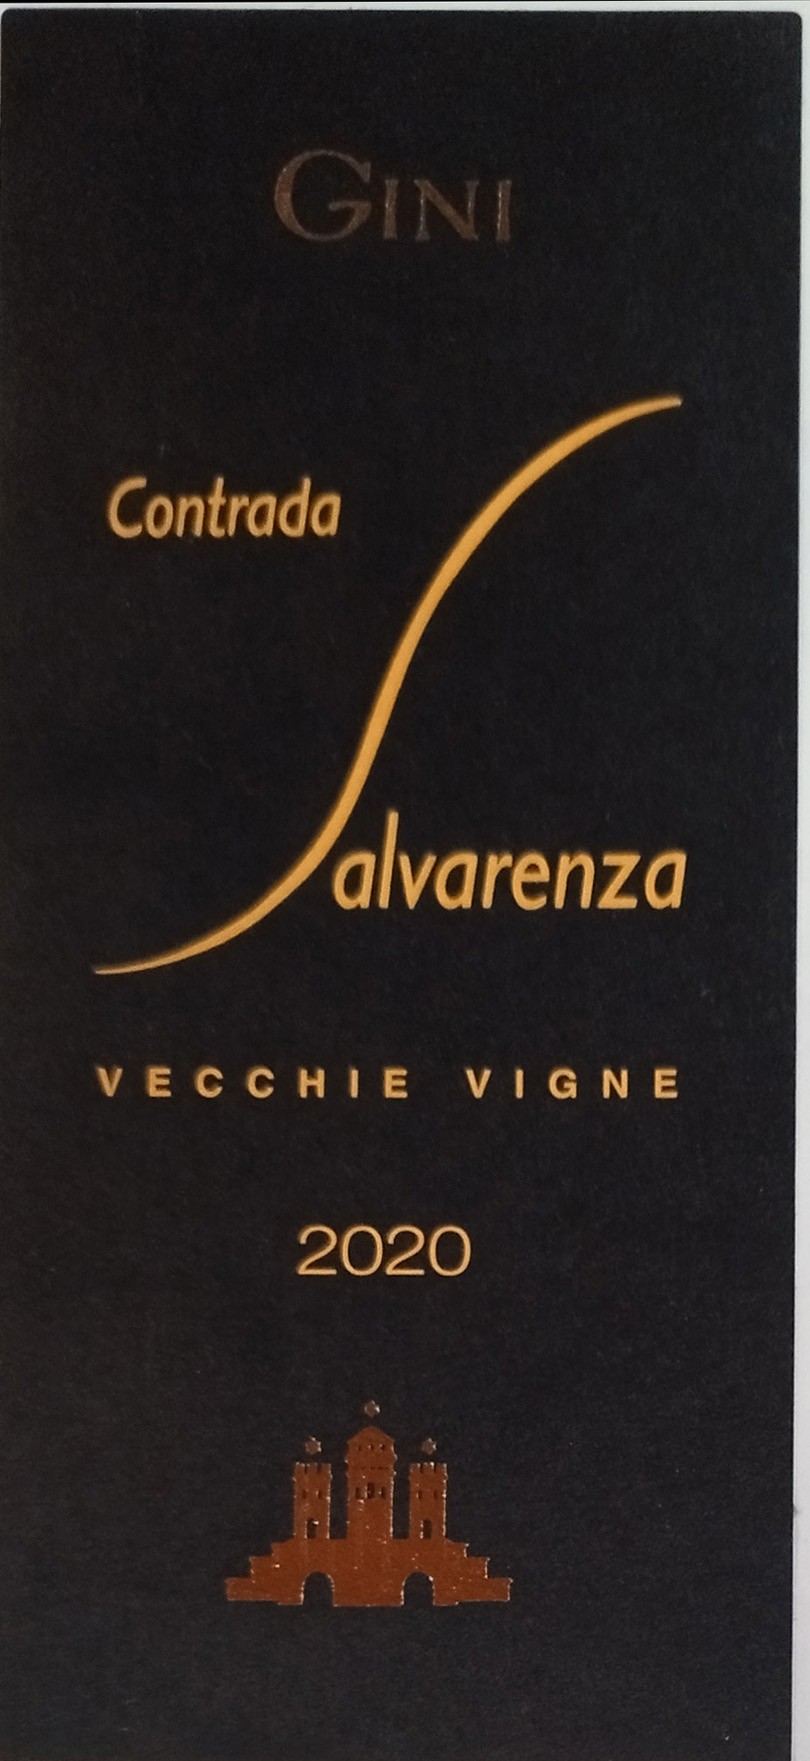 GINI
Contrada
Salvarenza
VECCHIE VIGNE
2020